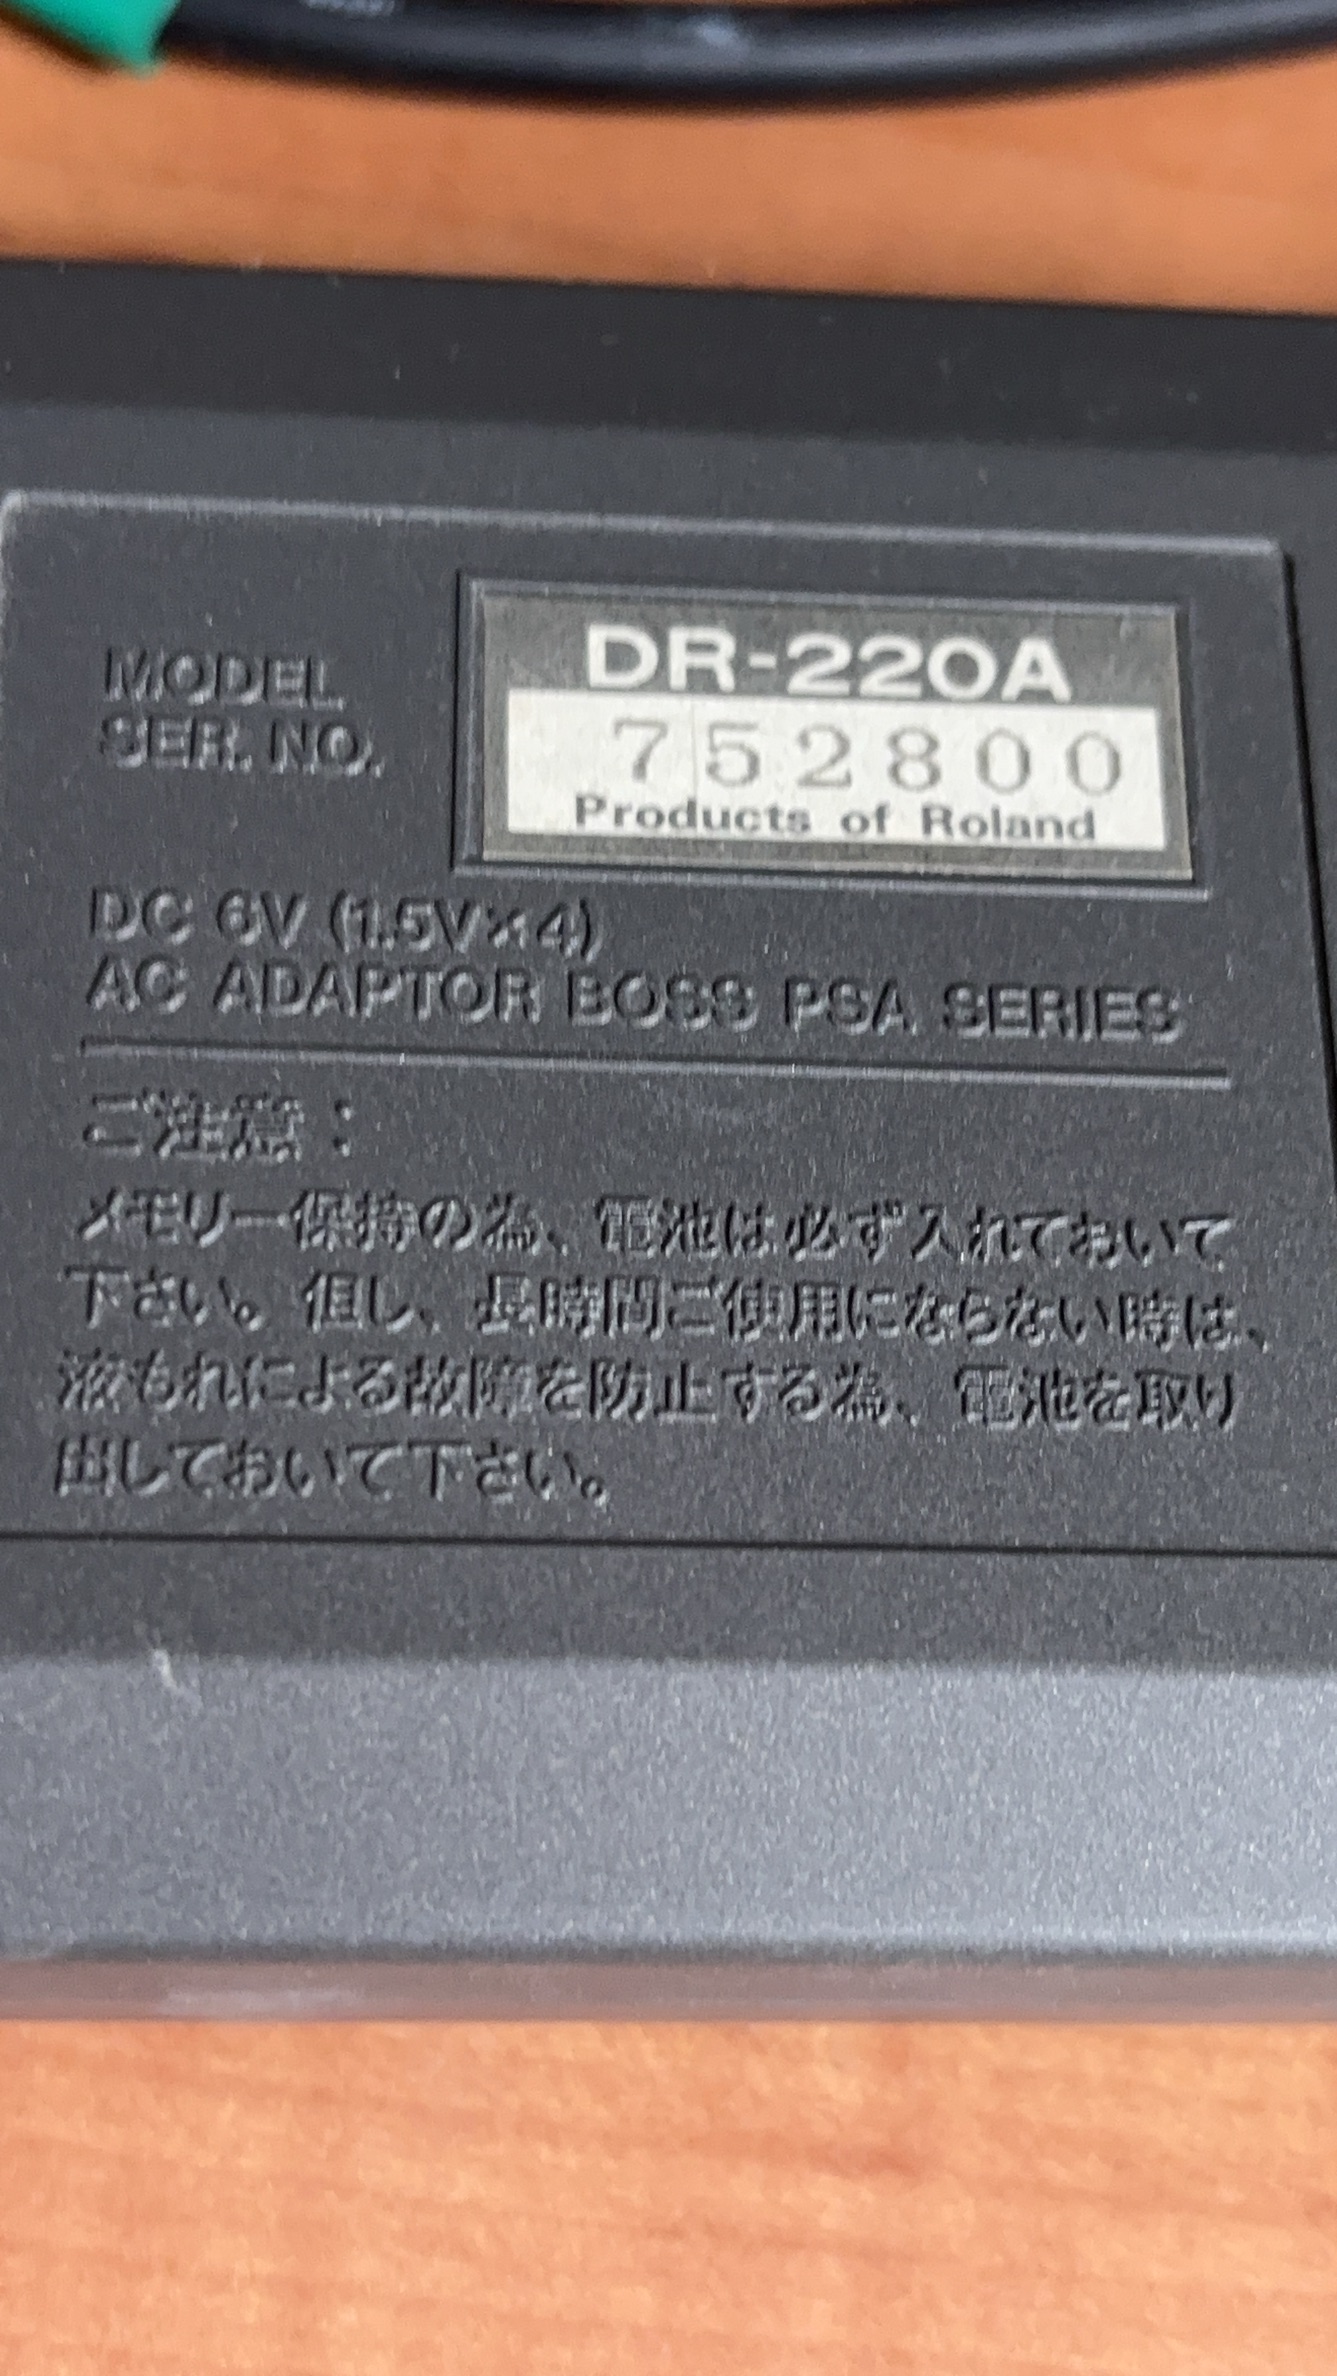 MODEL DR-220A
SER. NO. 752800
Products of Roland
DC 6V (1.5V×4)
AC ADAPTOR BOSS PSA SERIES
ご注意：
メモリー保持の為、電池は必ず入れておいて
下さい。但し、長時間ご使用にならない時は、
液もれによる故障を防止する為、電池を取り
出しておいて下さい。